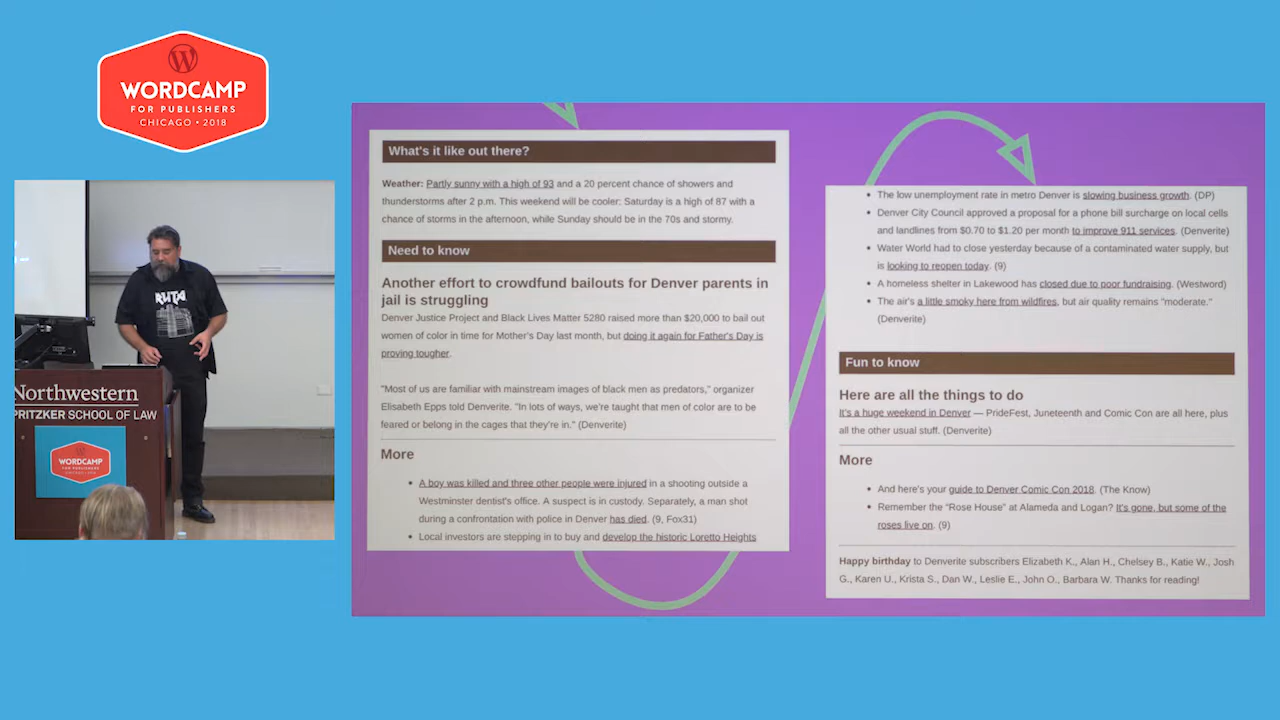 WORDCAMP
FOR PUBLISHERS
CHICAGO • 2018
RUTA
Northwestern
PRITZKER SCHOOL OF LAW
WORDCAMP
FOR PUBLISHERS
CHICAGO • 2018
What's it like out there?
Weather: Partly sunny with a high of 93 and a 20 percent chance of showers and
thunderstorms after 2 p.m. This weekend will be cooler: Saturday is a high of 87 with a
chance of storms in the afternoon, while Sunday should be in the 70s and stormy.
Need to know
Another effort to crowdfund bailouts for Denver parents in
jail is struggling
Denver Justice Project and Black Lives Matter 5280 raised more than $20,000 to bail out
women of color in time for Mother's Day last month, but doing it again for Father's Day is
proving tougher.
"Most of us are familiar with mainstream images of black men as predators," organizer
Elisabeth Epps told Denverite. "In lots of ways, we're taught that men of color are to be
feared or belong in the cages that they're in." (Denverite)
More
• A boy was killed and three other people were injured in a shooting outside a
Westminster dentist's office. A suspect is in custody. Separately, a man shot
during a confrontation with police in Denver has died. (9, Fox31)
• Local investors are stepping in to buy and develop the historic Loretto Heights
• The low unemployment rate in metro Denver is slowing business growth. (DP)
• Denver City Council approved a proposal for a phone bill surcharge on local cells
and landlines from $0.70 to $1.20 per month to improve 911 services. (Denverite)
• Water World had to close yesterday because of a contaminated water supply, but
is looking to reopen today. (9)
• A homeless shelter in Lakewood has closed due to poor fundraising. (Westword)
• The air's a little smoky here from wildfires, but air quality remains "moderate."
(Denverite)
Fun to know
Here are all the things to do
It's a huge weekend in Denver — PrideFest, Juneteenth and Comic Con are all here, plus
all the other usual stuff. (Denverite)
More
• And here's your guide to Denver Comic Con 2018. (The Know)
• Remember the "Rose House" at Alameda and Logan? It's gone, but some of the
roses live on. (9)
Happy birthday to Denverite subscribers Elizabeth K., Alan H., Chelsey B., Katie W., Josh
G., Karen U., Krista S., Dan W., Leslie E., John O., Barbara W. Thanks for reading!